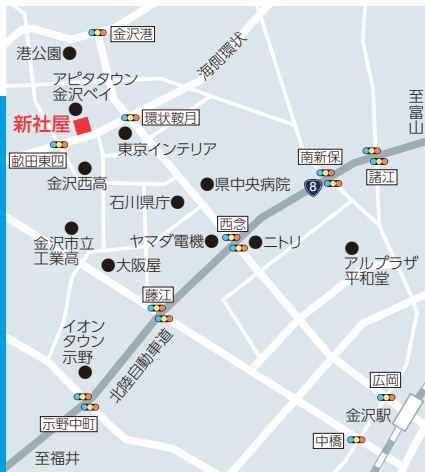 金沢港
港公園
海側環状
アピタタウン
金沢ベイ
新社屋
環状鞍月
至富山
東京インテリア
畝田東四
南新保
諸江
金沢西高
8
県中央病院
石川県庁
西念
金沢市立
工業高
ヤマダ電機
ニトリ
アルプラザ
平和堂
大阪屋
藤江
イオン
タウン
示野
北陸自動車道
広岡
金沢駅
示野中町
中橋
至福井